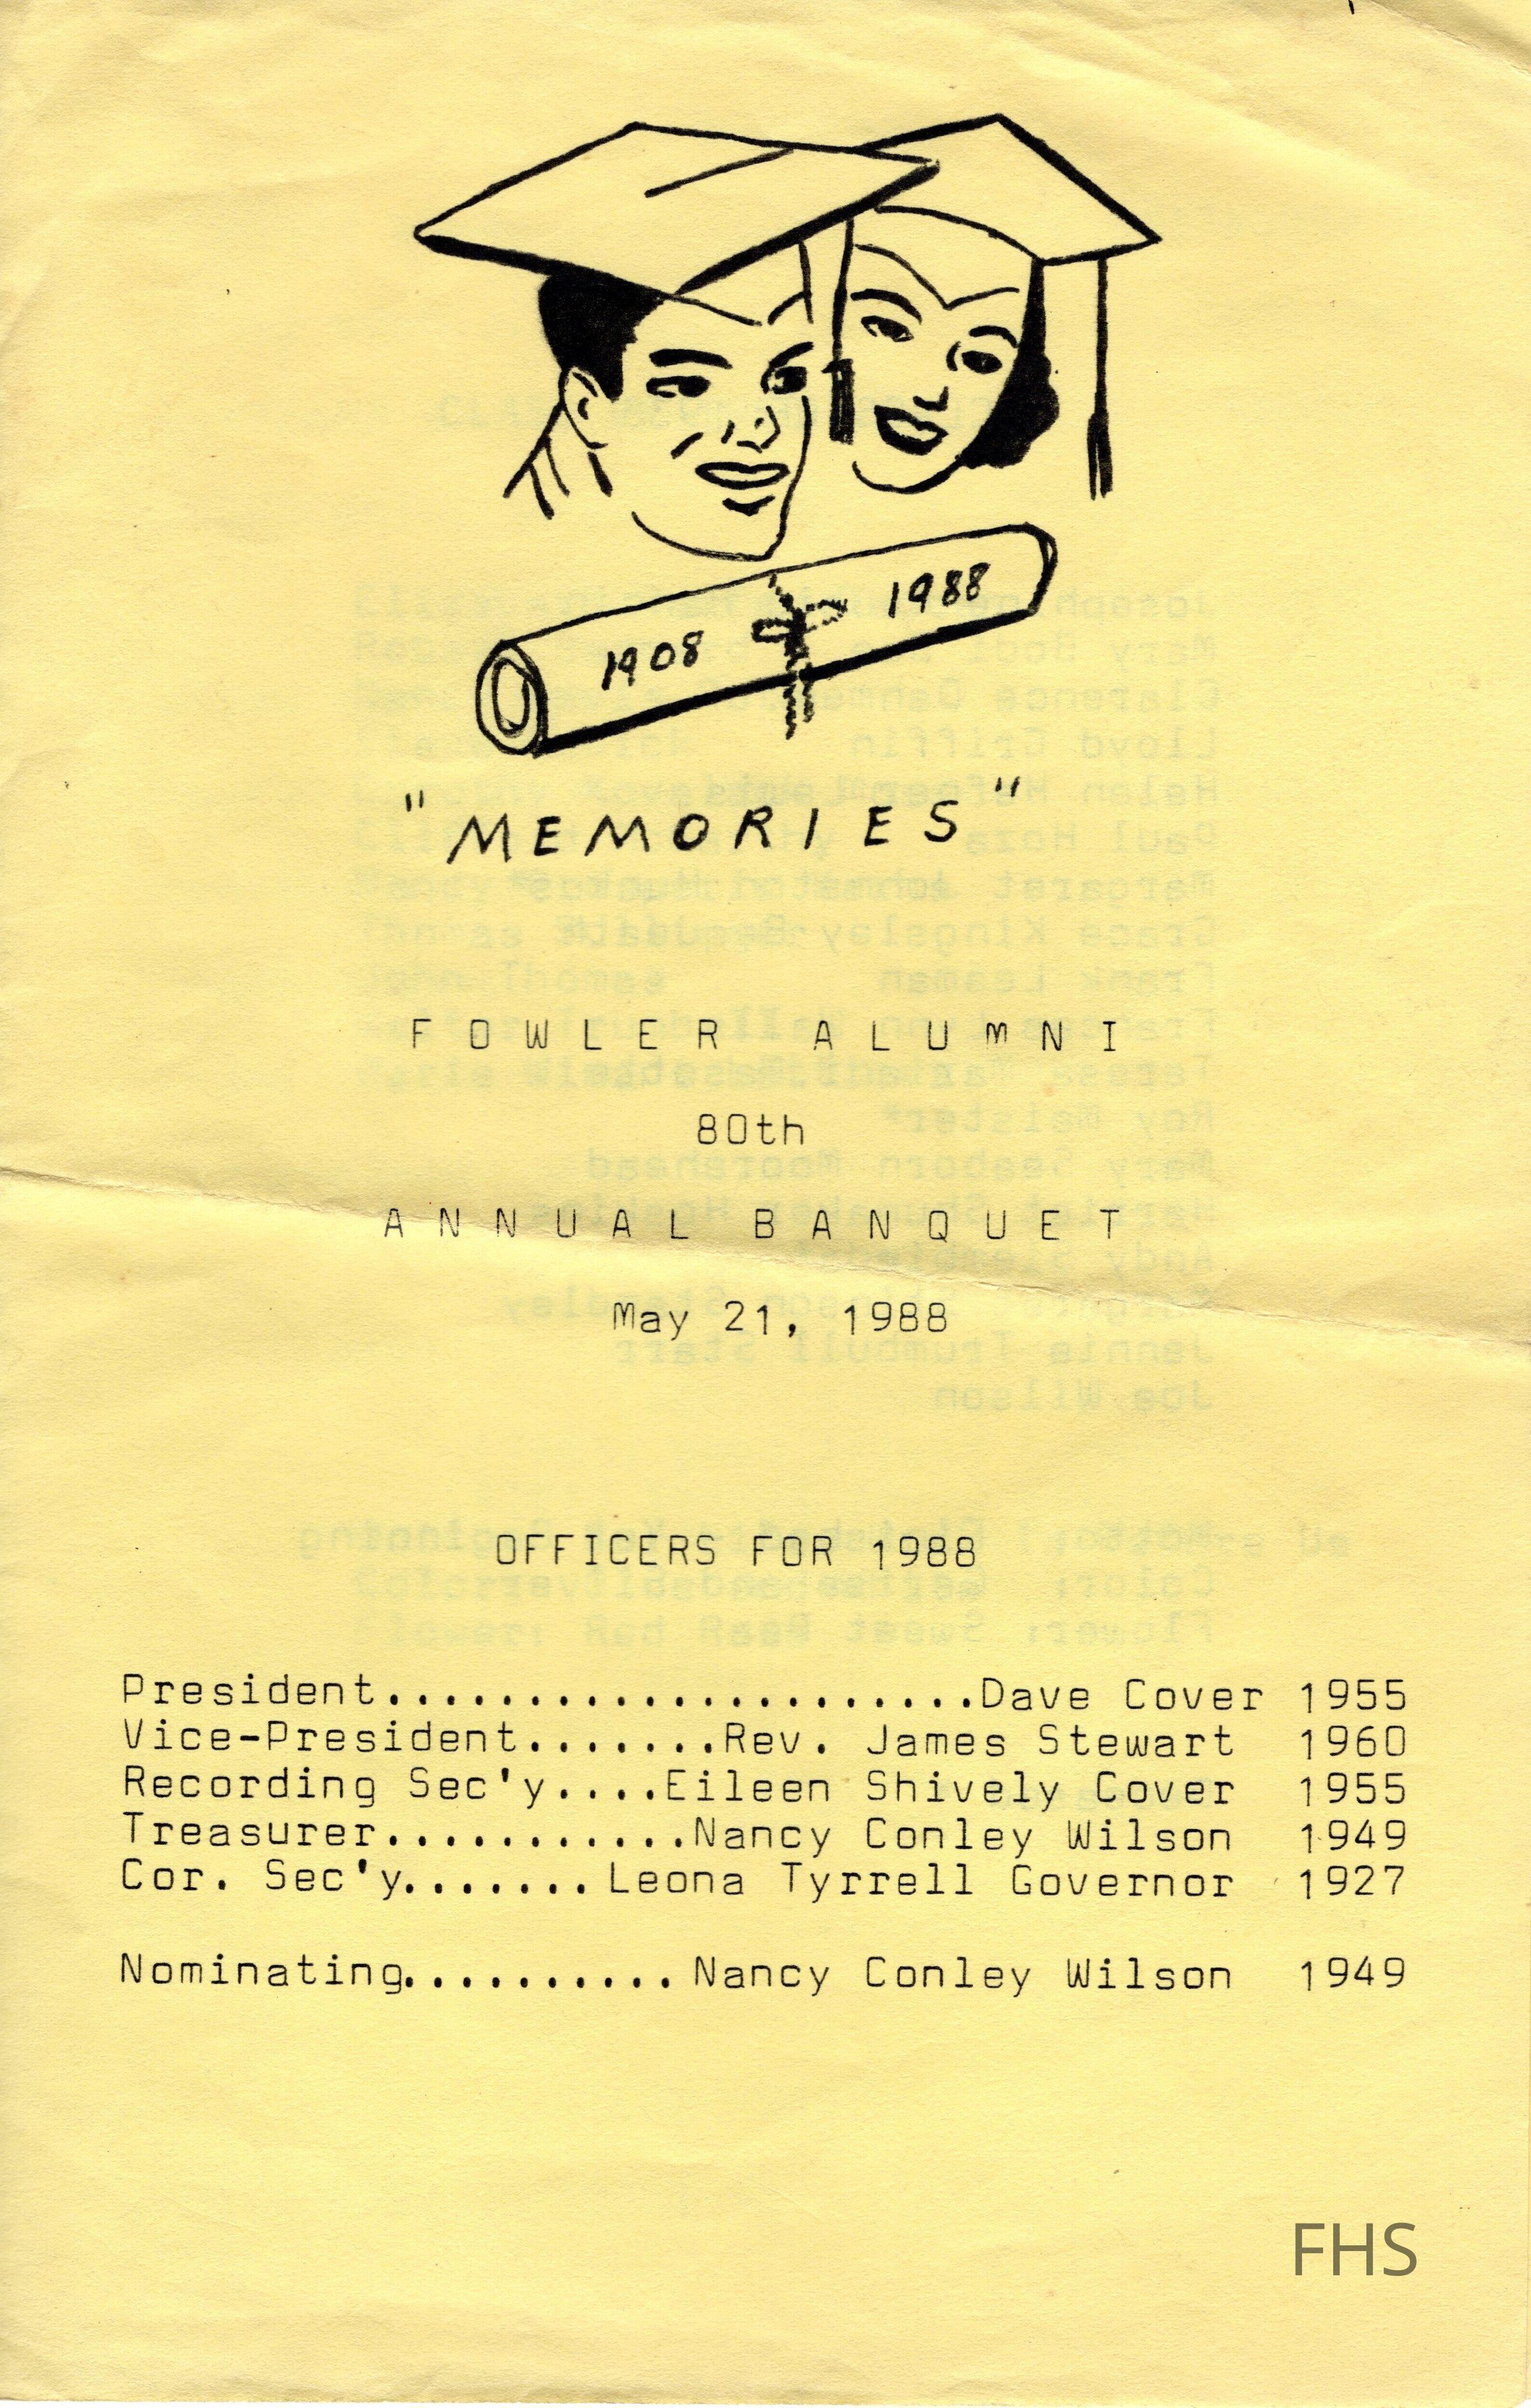 1908 1988
"MEMORIES"
FOWLER ALUMNI
80th
ANNUAL BANQUET
May 21, 1988
OFFICERS FOR 1988
President.....................Dave Cover 1955
Vice-President.......Rev. James Stewart 1960
Recording Sec'y....Eileen Shively Cover 1955
Treasurer...........Nancy Conley Wilson 1949
Cor. Sec'y.......Leona Tyrrell Governor 1927
Nominating..........Nancy Conley Wilson 1949
FHS